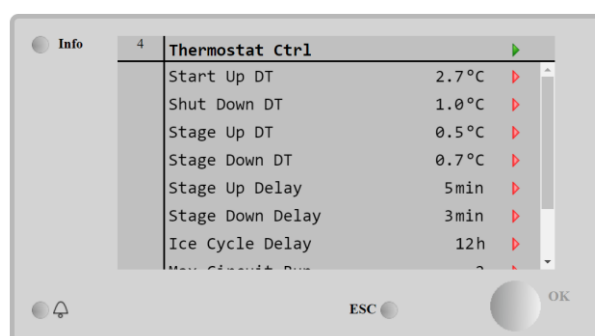 Info
4 Thermostat Ctrl
Start Up DT 2.7°C
Shut Down DT 1.0°C
Stage Up DT 0.5°C
Stage Down DT 0.7°C
Stage Up Delay 5min
Stage Down Delay 3min
Ice Cycle Delay 12h
ESC
OK